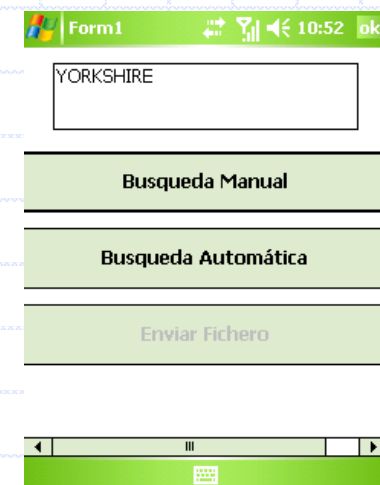 Form1 10:52 ok
YORKSHIRE
Busqueda Manual
Busqueda Automática
Enviar Fichero